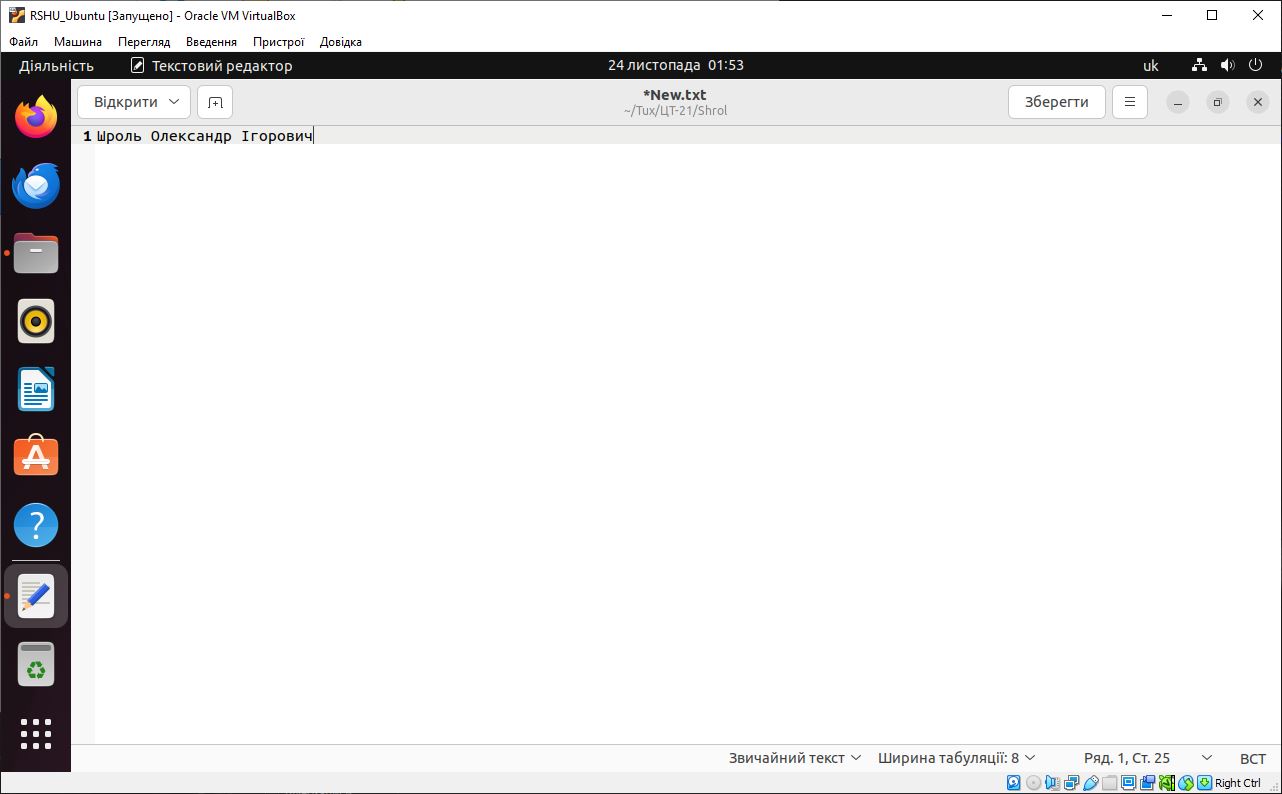 RSHU_Ubuntu [Запущено] - Oracle VM VirtualBox
Файл Машина Перегляд Введення Пристрої Довідка
Діяльність Текстовий редактор 24 листопада 01:53 uk
Відкрити *New.txt Зберегти
~/Tux/ЦТ-21/Shrol
1 Шроль Олександр Ігорович
Звичайний текст Ширина табуляції: 8 Ряд. 1, Ст. 25 ВСТ
Right Ctrl